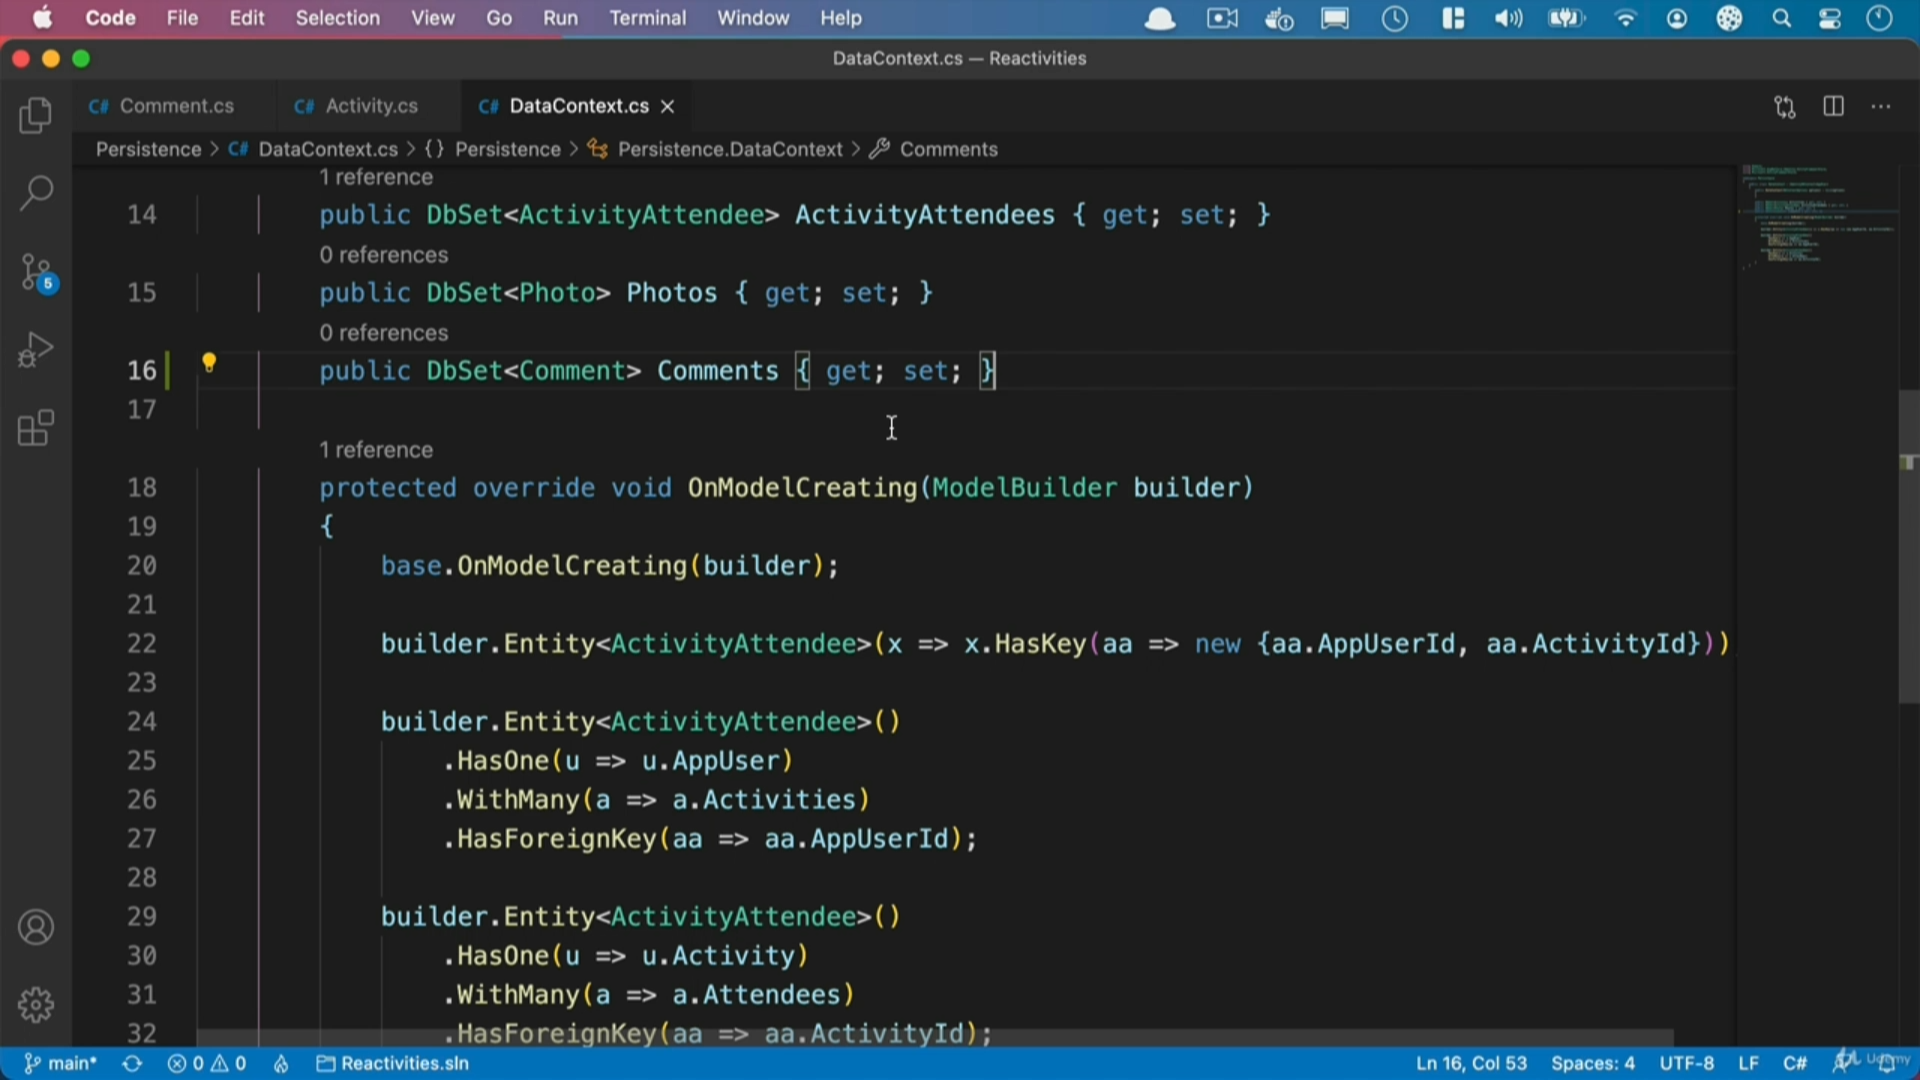 Code File Edit Selection View Go Run Terminal Window Help
DataContext.cs — Reactivities
C# Comment.cs C# Activity.cs C# DataContext.cs
Persistence > C# DataContext.cs > {} Persistence > Persistence.DataContext > Comments
1 reference
14 public DbSet<ActivityAttendee> ActivityAttendees { get; set; }
0 references
15 public DbSet<Photo> Photos { get; set; }
0 references
16 public DbSet<Comment> Comments { get; set; }
17
1 reference
18 protected override void OnModelCreating(ModelBuilder builder)
19 {
20 base.OnModelCreating(builder);
21
22 builder.Entity<ActivityAttendee>(x => x.HasKey(aa => new {aa.AppUserId, aa.ActivityId}))
23
24 builder.Entity<ActivityAttendee>()
25 .HasOne(u => u.AppUser)
26 .WithMany(a => a.Activities)
27 .HasForeignKey(aa => aa.AppUserId);
28
29 builder.Entity<ActivityAttendee>()
30 .HasOne(u => u.Activity)
31 .WithMany(a => a.Attendees)
32 .HasForeignKey(aa => aa.ActivityId);
5
main* 0 0 Reactivities.sln Ln 16, Col 53 Spaces: 4 UTF-8 LF C# Udemy